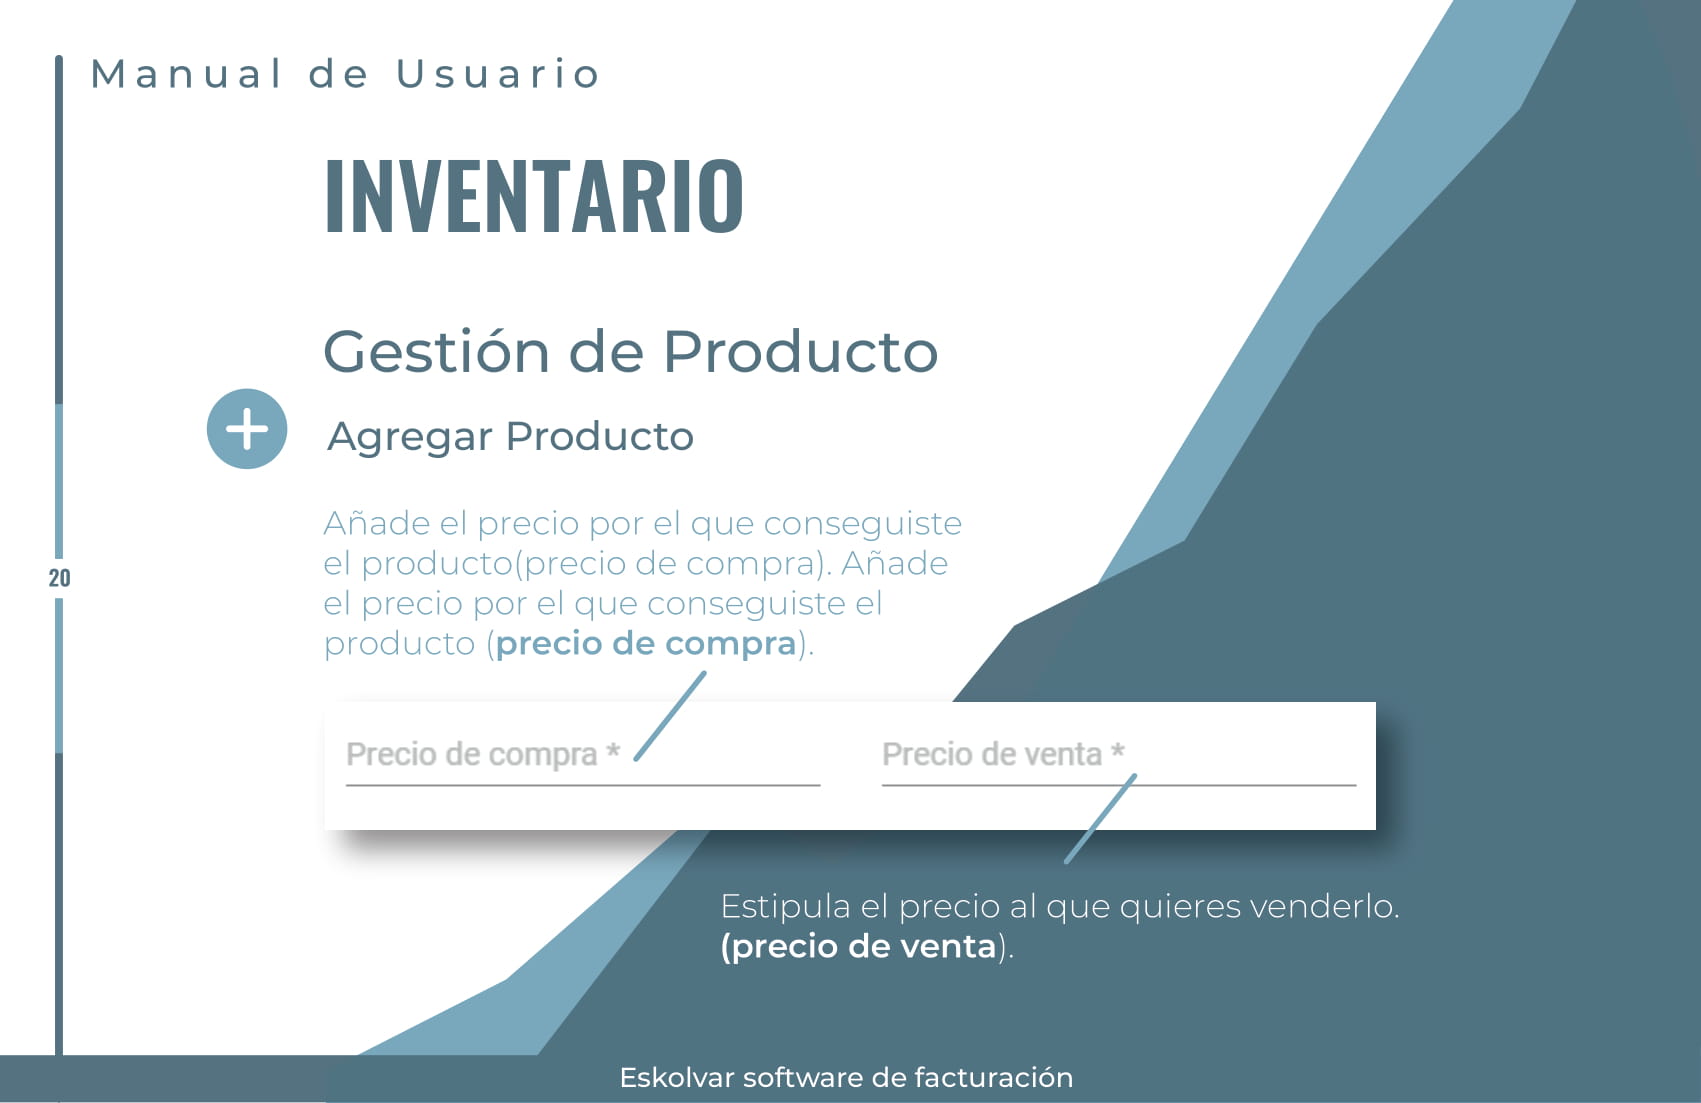 Manual de Usuario
INVENTARIO
Gestión de Producto
Agregar Producto
Añade el precio por el que conseguiste
el producto(precio de compra). Añade
el precio por el que conseguiste el
producto (precio de compra).
20
Precio de compra *
Precio de venta *
Estipula el precio al que quieres venderlo.
(precio de venta).
Eskolvar software de facturación